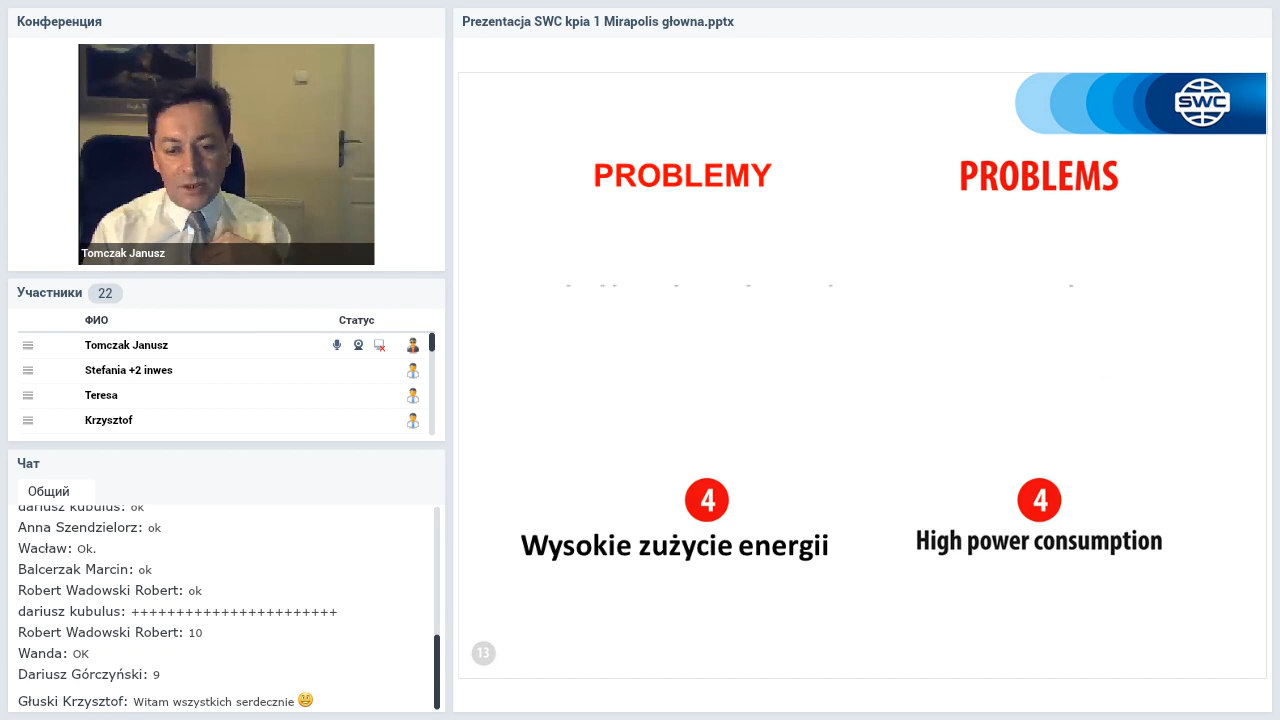 Конференция
Tomczak Janusz
Участники 22
ФИО Статус
Tomczak Janusz
Stefania +2 inwes
Teresa
Krzysztof
Чат
Общий
dariusz kubulus: ok
Anna Szendzielorz: ok
Wacław: Ok.
Balcerzak Marcin: ok
Robert Wadowski Robert: ok
dariusz kubulus: +++++++++++++++++++++++
Robert Wadowski Robert: 10
Wanda: OK
Dariusz Górczyński: 9
Głuski Krzysztof: Witam wszystkich serdecznie
Prezentacja SWC kpia 1 Mirapolis głowna.pptx
SWC
PROBLEMY
PROBLEMS
4
Wysokie zużycie energii
4
High power consumption
13